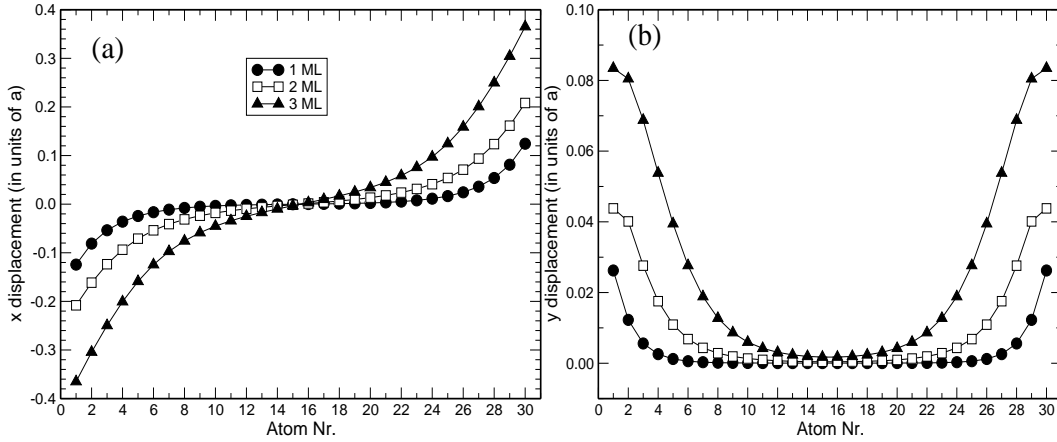 (a)
1 ML
2 ML
3 ML
x displacement (in units of a)
0.4
0.3
0.2
0.1
0.0
-0.1
-0.2
-0.3
-0.4
0 2 4 6 8 10 12 14 16 18 20 22 24 26 28 30
Atom Nr.
(b)
y displacement (in units of a)
0.10
0.08
0.06
0.04
0.02
0.00
0 2 4 6 8 10 12 14 16 18 20 22 24 26 28 30
Atom Nr.